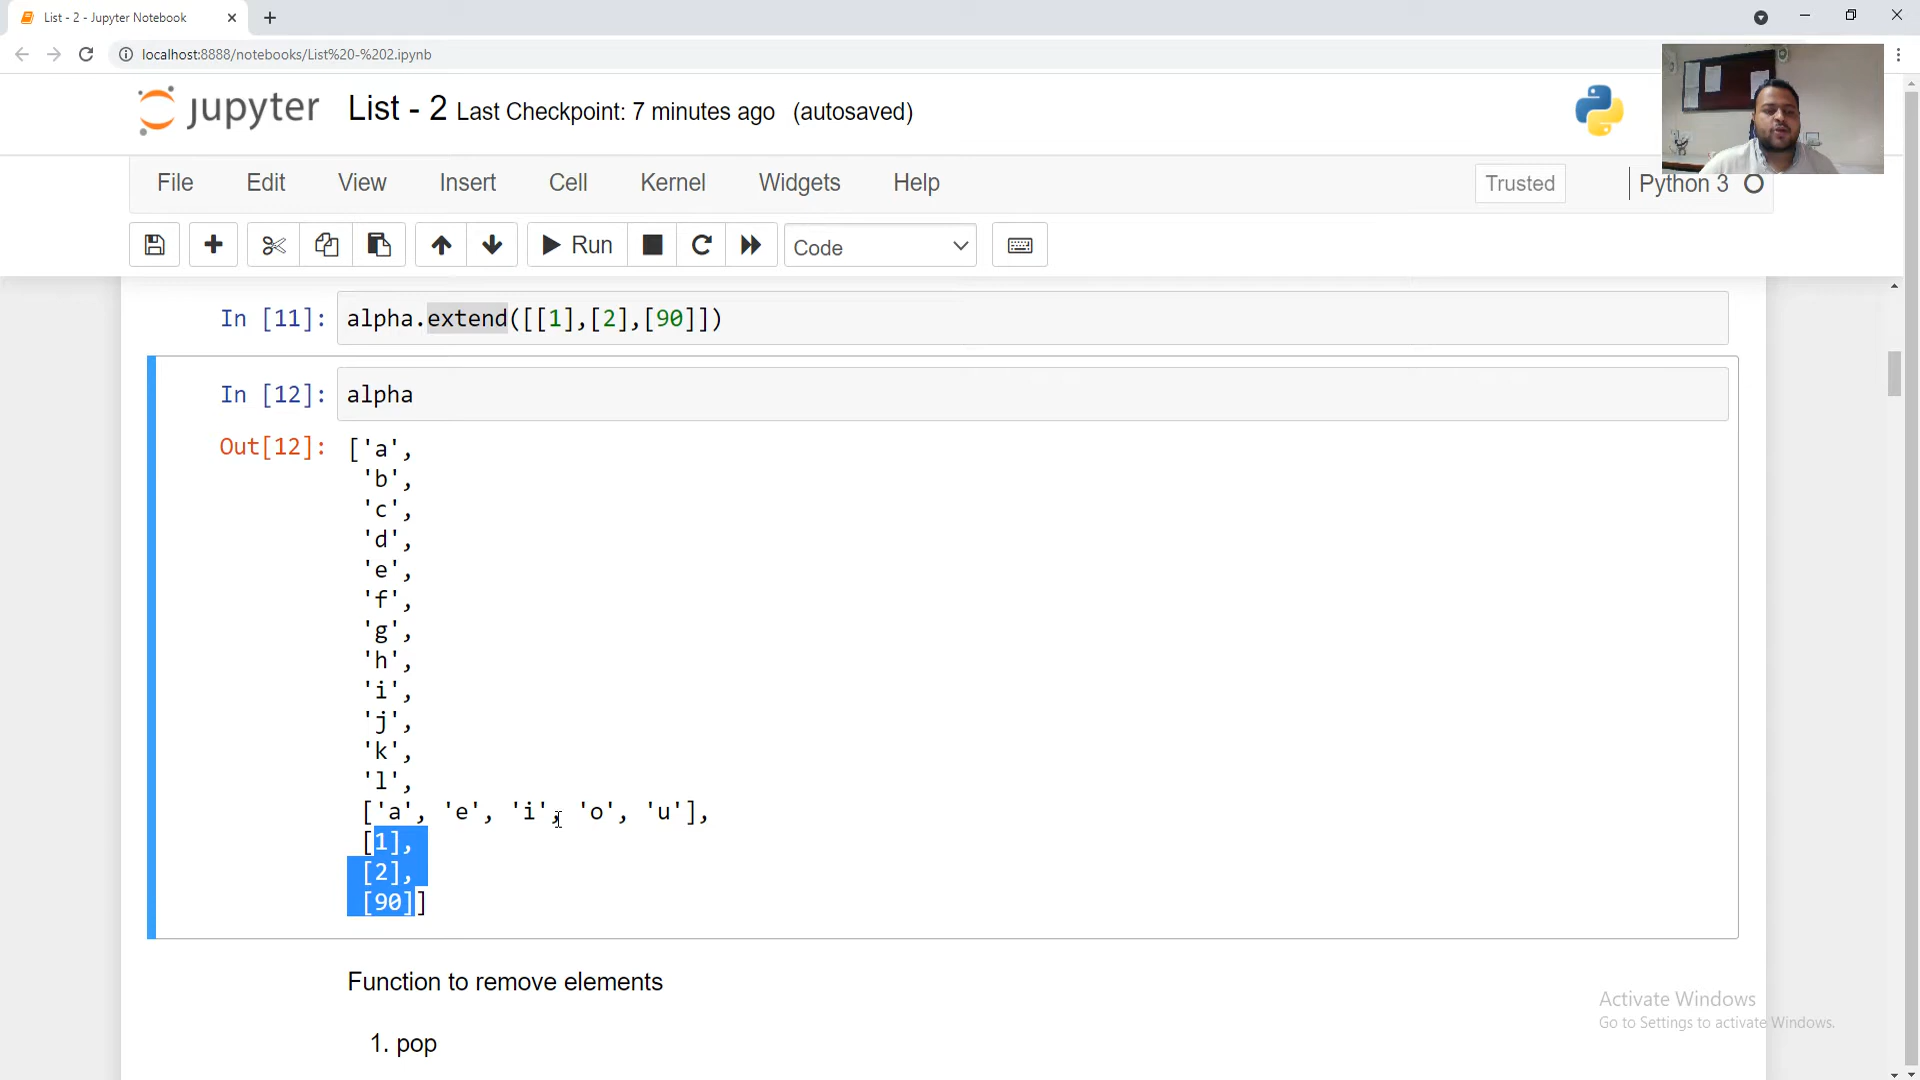 List - 2 - Jupyter Notebook
localhost:8888/notebooks/List%20-%202.ipynb
jupyter List - 2 Last Checkpoint: 7 minutes ago (autosaved)
File Edit View Insert Cell Kernel Widgets Help Trusted Python 3
Run Code
In [11]: alpha.extend([[1],[2],[90]])
In [12]: alpha
Out[12]: ['a',
'b',
'c',
'd',
'e',
'f',
'g',
'h',
'i',
'j',
'k',
'l',
['a', 'e', 'i', 'o', 'u'],
[1],
[2],
[90]]
Function to remove elements
1. pop
Activate Windows
Go to Settings to activate Windows.